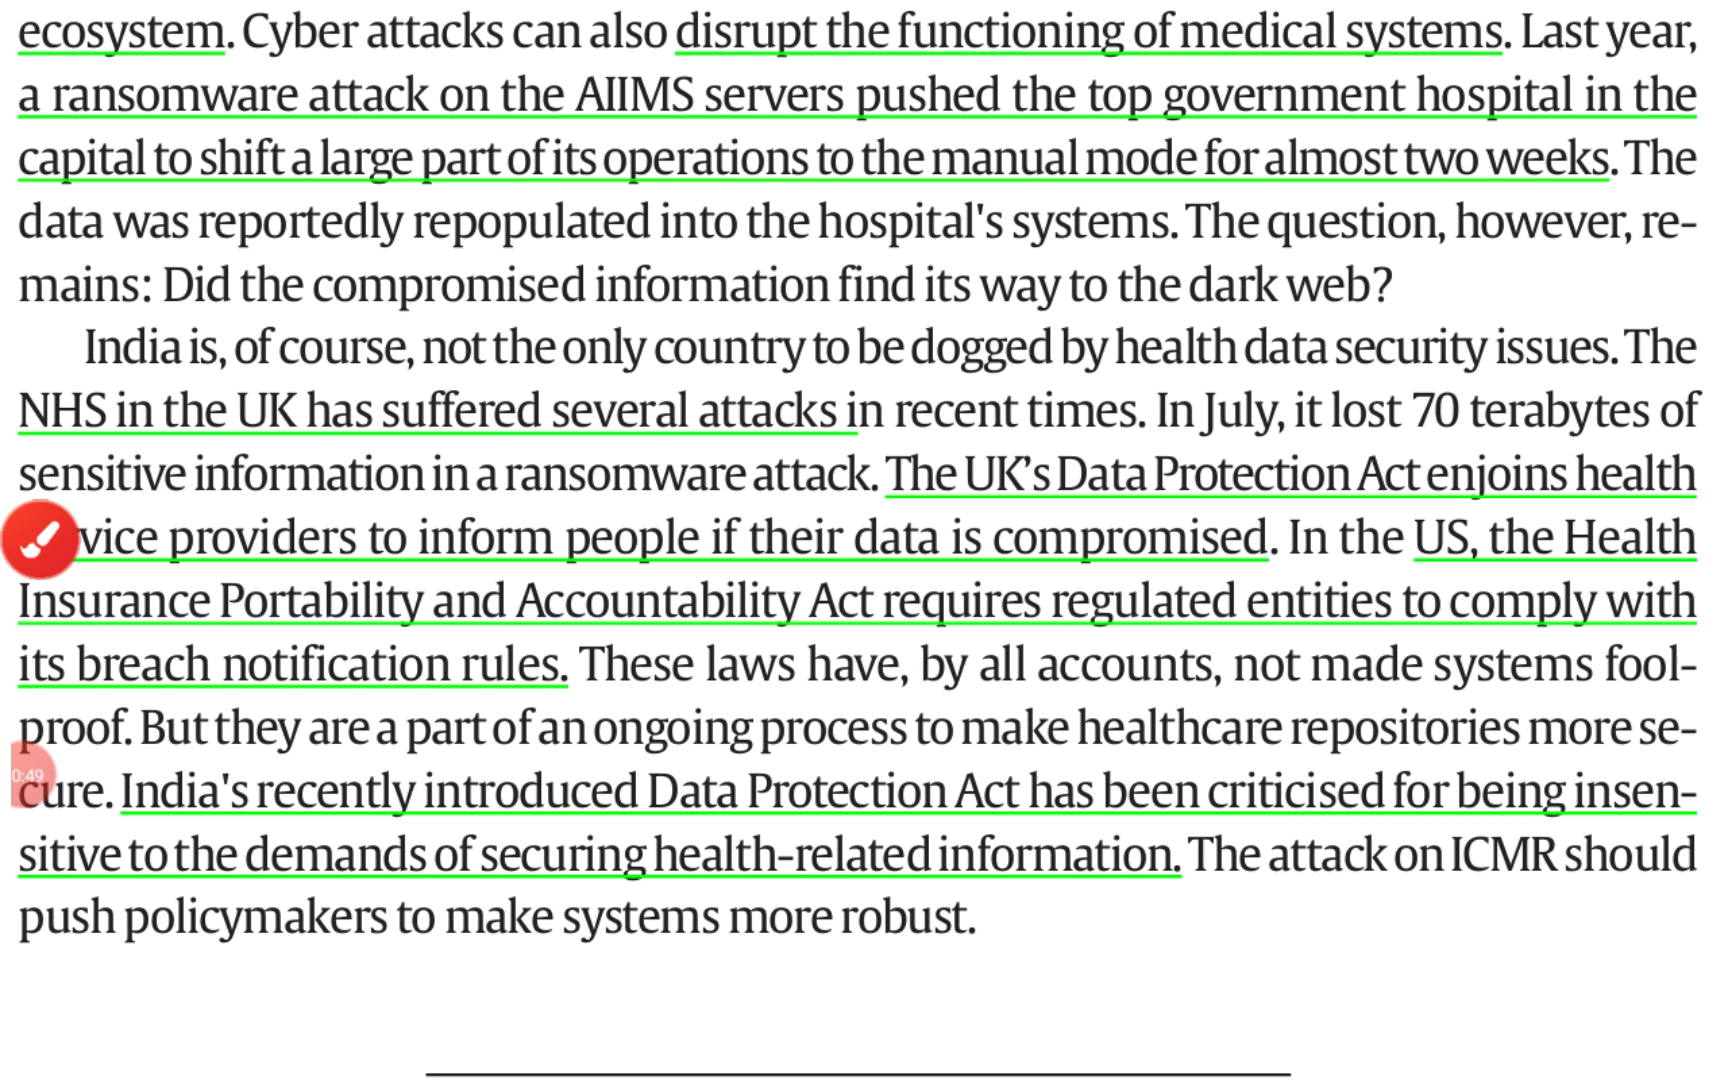 ecosystem. Cyber attacks can also disrupt the functioning of medical systems. Last year,
a ransomware attack on the AIIMS servers pushed the top government hospital in the
capital to shift a large part of its operations to the manual mode for almost two weeks. The
data was reportedly repopulated into the hospital's systems. The question, however, re-
mains: Did the compromised information find its way to the dark web?
India is, of course, not the only country to be dogged by health data security issues. The
NHS in the UK has suffered several attacks in recent times. In July, it lost 70 terabytes of
sensitive information in a ransomware attack. The UK’s Data Protection Act enjoins health
vice providers to inform people if their data is compromised. In the US, the Health
Insurance Portability and Accountability Act requires regulated entities to comply with
its breach notification rules. These laws have, by all accounts, not made systems fool-
proof. But they are a part of an ongoing process to make healthcare repositories more se-
0:49
cure. India's recently introduced Data Protection Act has been criticised for being insen-
sitive to the demands of securing health-related information. The attack on ICMR should
push policymakers to make systems more robust.